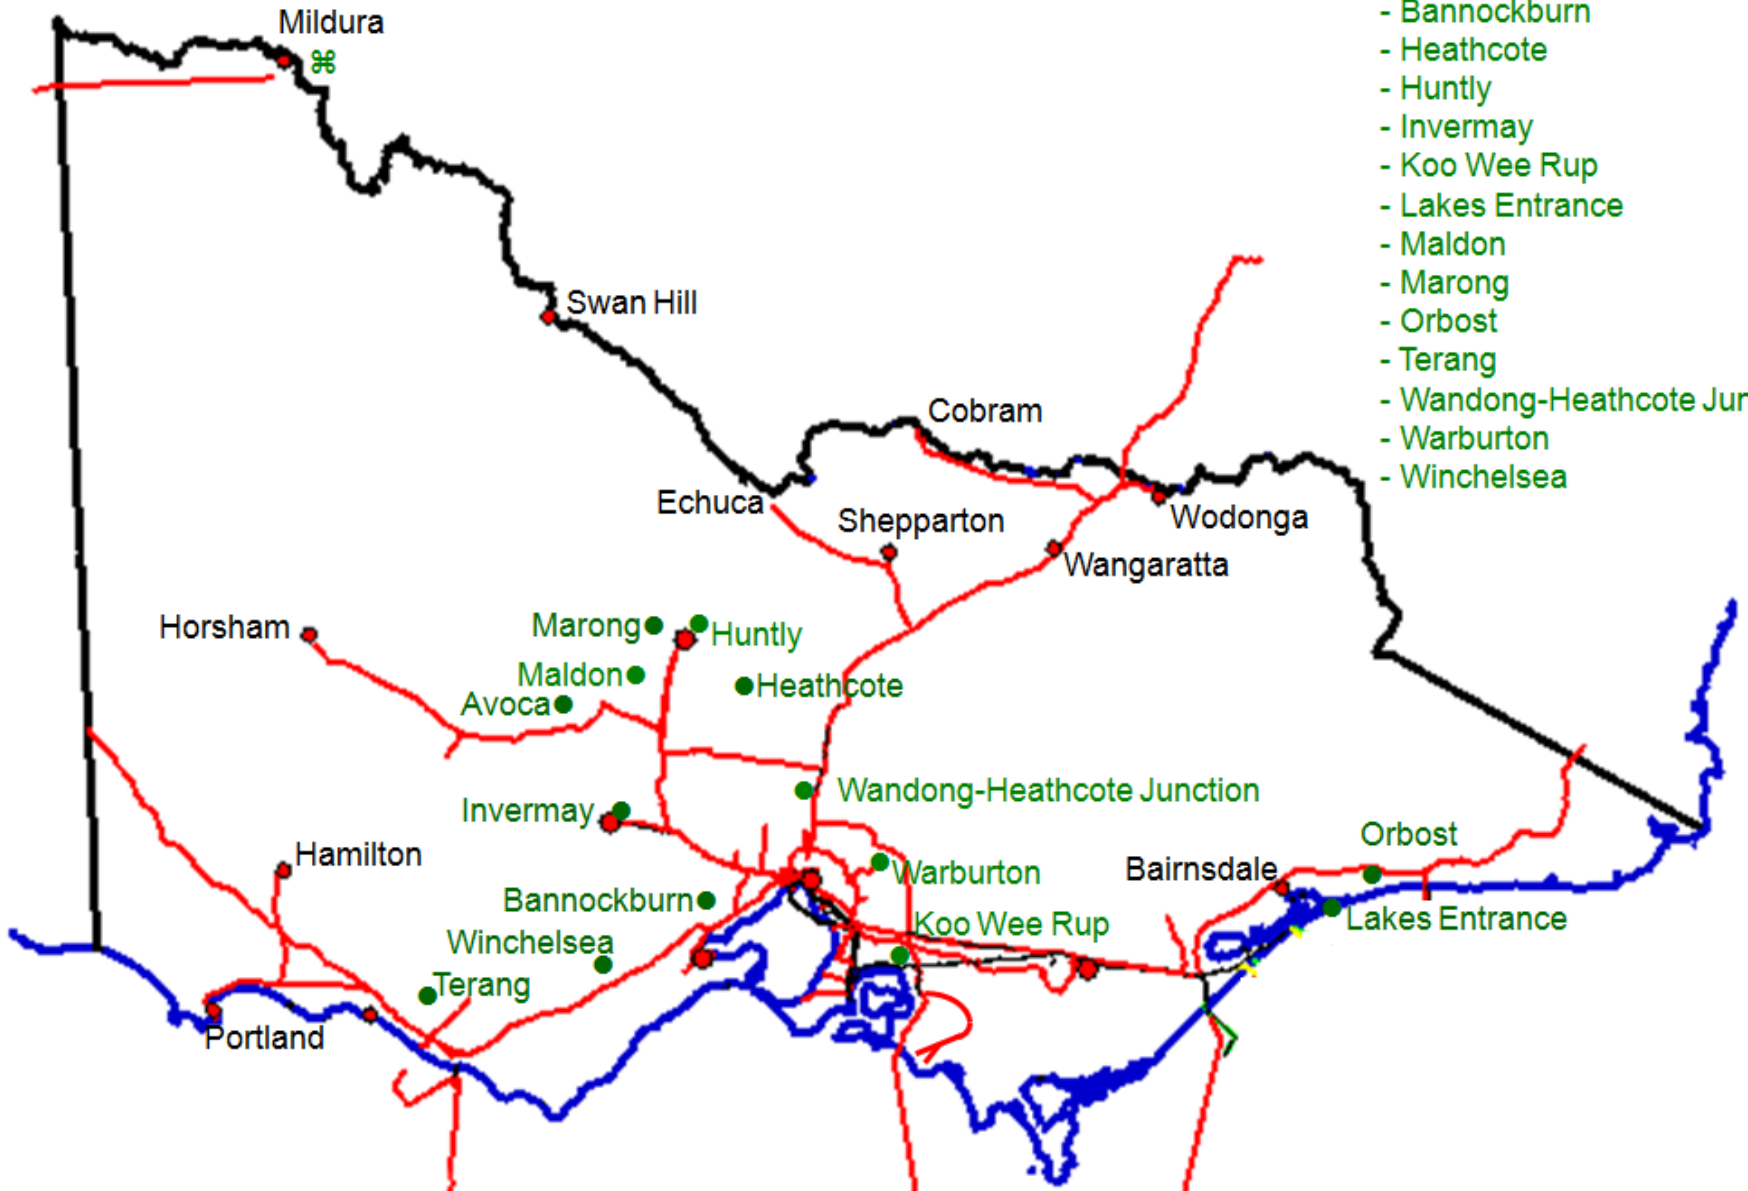 Mildura
⌘
- Bannockburn
- Heathcote
- Huntly
- Invermay
- Koo Wee Rup
- Lakes Entrance
- Maldon
- Marong
- Orbost
- Terang
- Wandong-Heathcote Jun
- Warburton
- Winchelsea
Swan Hill
Cobram
Echuca
Shepparton
Wodonga
Wangaratta
Horsham
Marong
Huntly
Maldon
Heathcote
Avoca
Wandong-Heathcote Junction
Invermay
Orbost
Hamilton
Bairnsdale
Warburton
Bannockburn
Lakes Entrance
Koo Wee Rup
Winchelsea
Terang
Portland